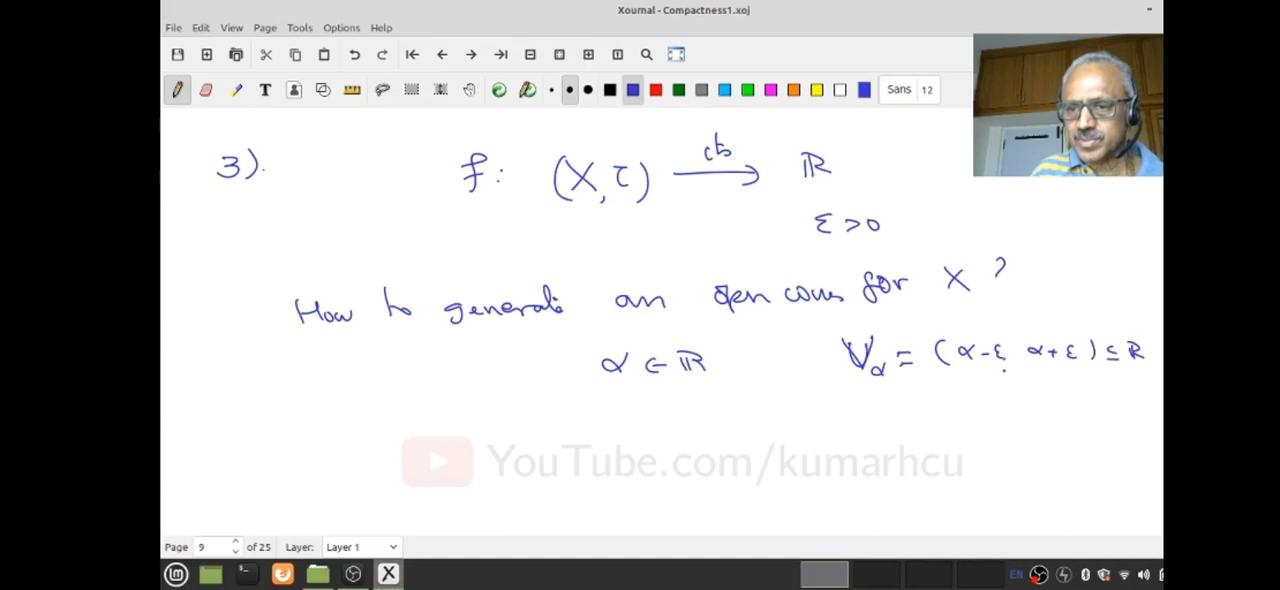 Xournal - Compactness1.xoj
File Edit View Page Tools Options Help
Sans 12
3). f: (X, τ) cts→ ℝ
ε > 0
How to generate an open cover for X ?
α ∈ ℝ V_α = (α - ε, α + ε) ⊆ ℝ
YouTube.com/kumarhcu
Page 9 of 25 Layer: Layer 1
EN